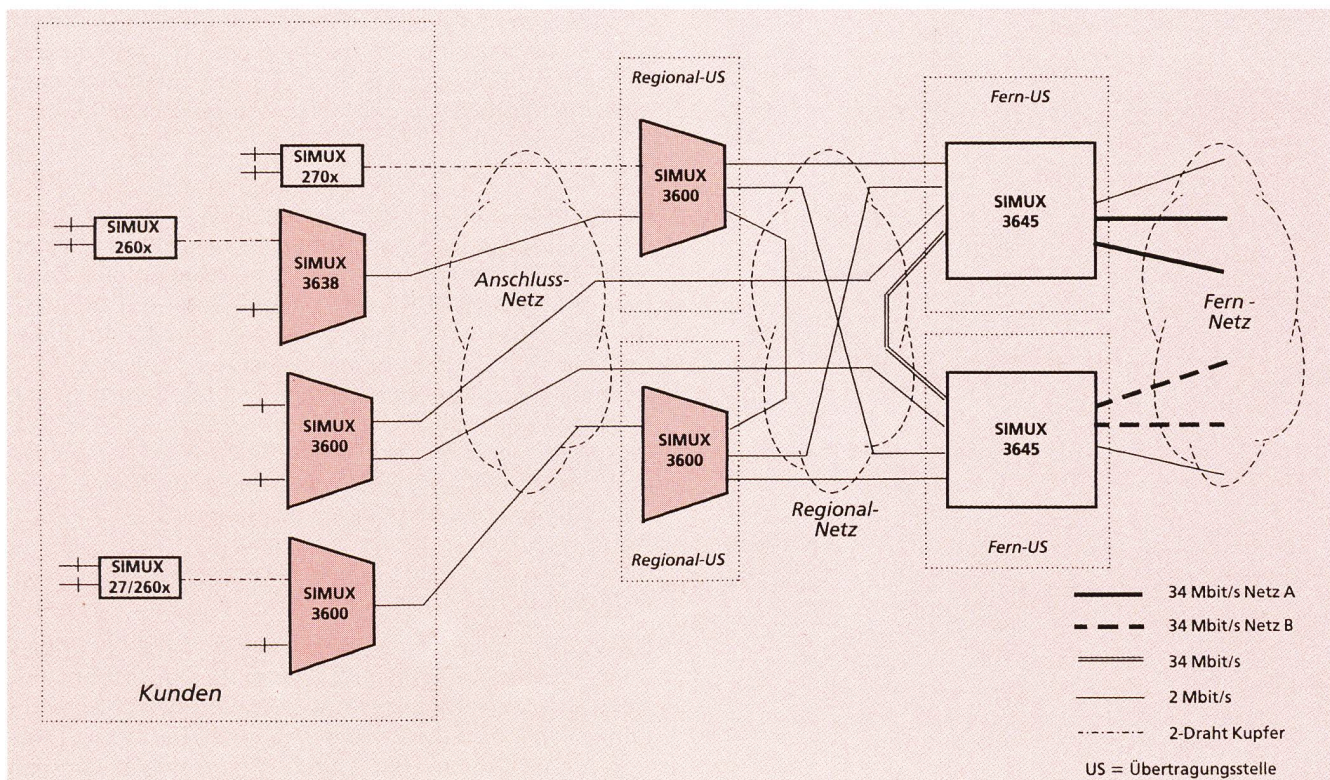 Regional-US
Fern-US
SIMUX
270x
SIMUX
3600
SIMUX
3645
SIMUX
260x
SIMUX
3638
Anschluss-
Netz
Fern -
Netz
SIMUX
3600
SIMUX
3600
SIMUX
3645
Regional-
Netz
Regional-US
Fern-US
SIMUX
27/260x
SIMUX
3600
Kunden
34 Mbit/s Netz A
34 Mbit/s Netz B
34 Mbit/s
2 Mbit/s
2-Draht Kupfer
US = Übertragungsstelle